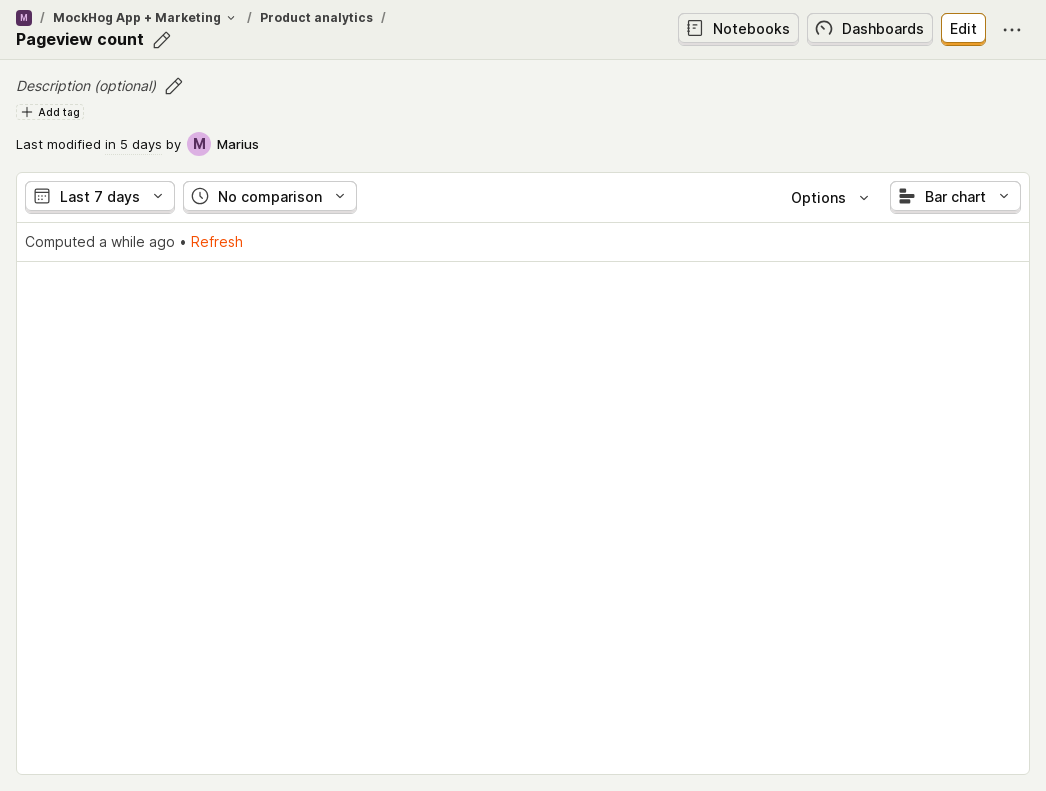 M / MockHog App + Marketing / Product analytics /
Pageview count
Notebooks
Dashboards
Edit
Description (optional)
Add tag
Last modified in 5 days by M Marius
Last 7 days
No comparison
Options
Bar chart
Computed a while ago • Refresh